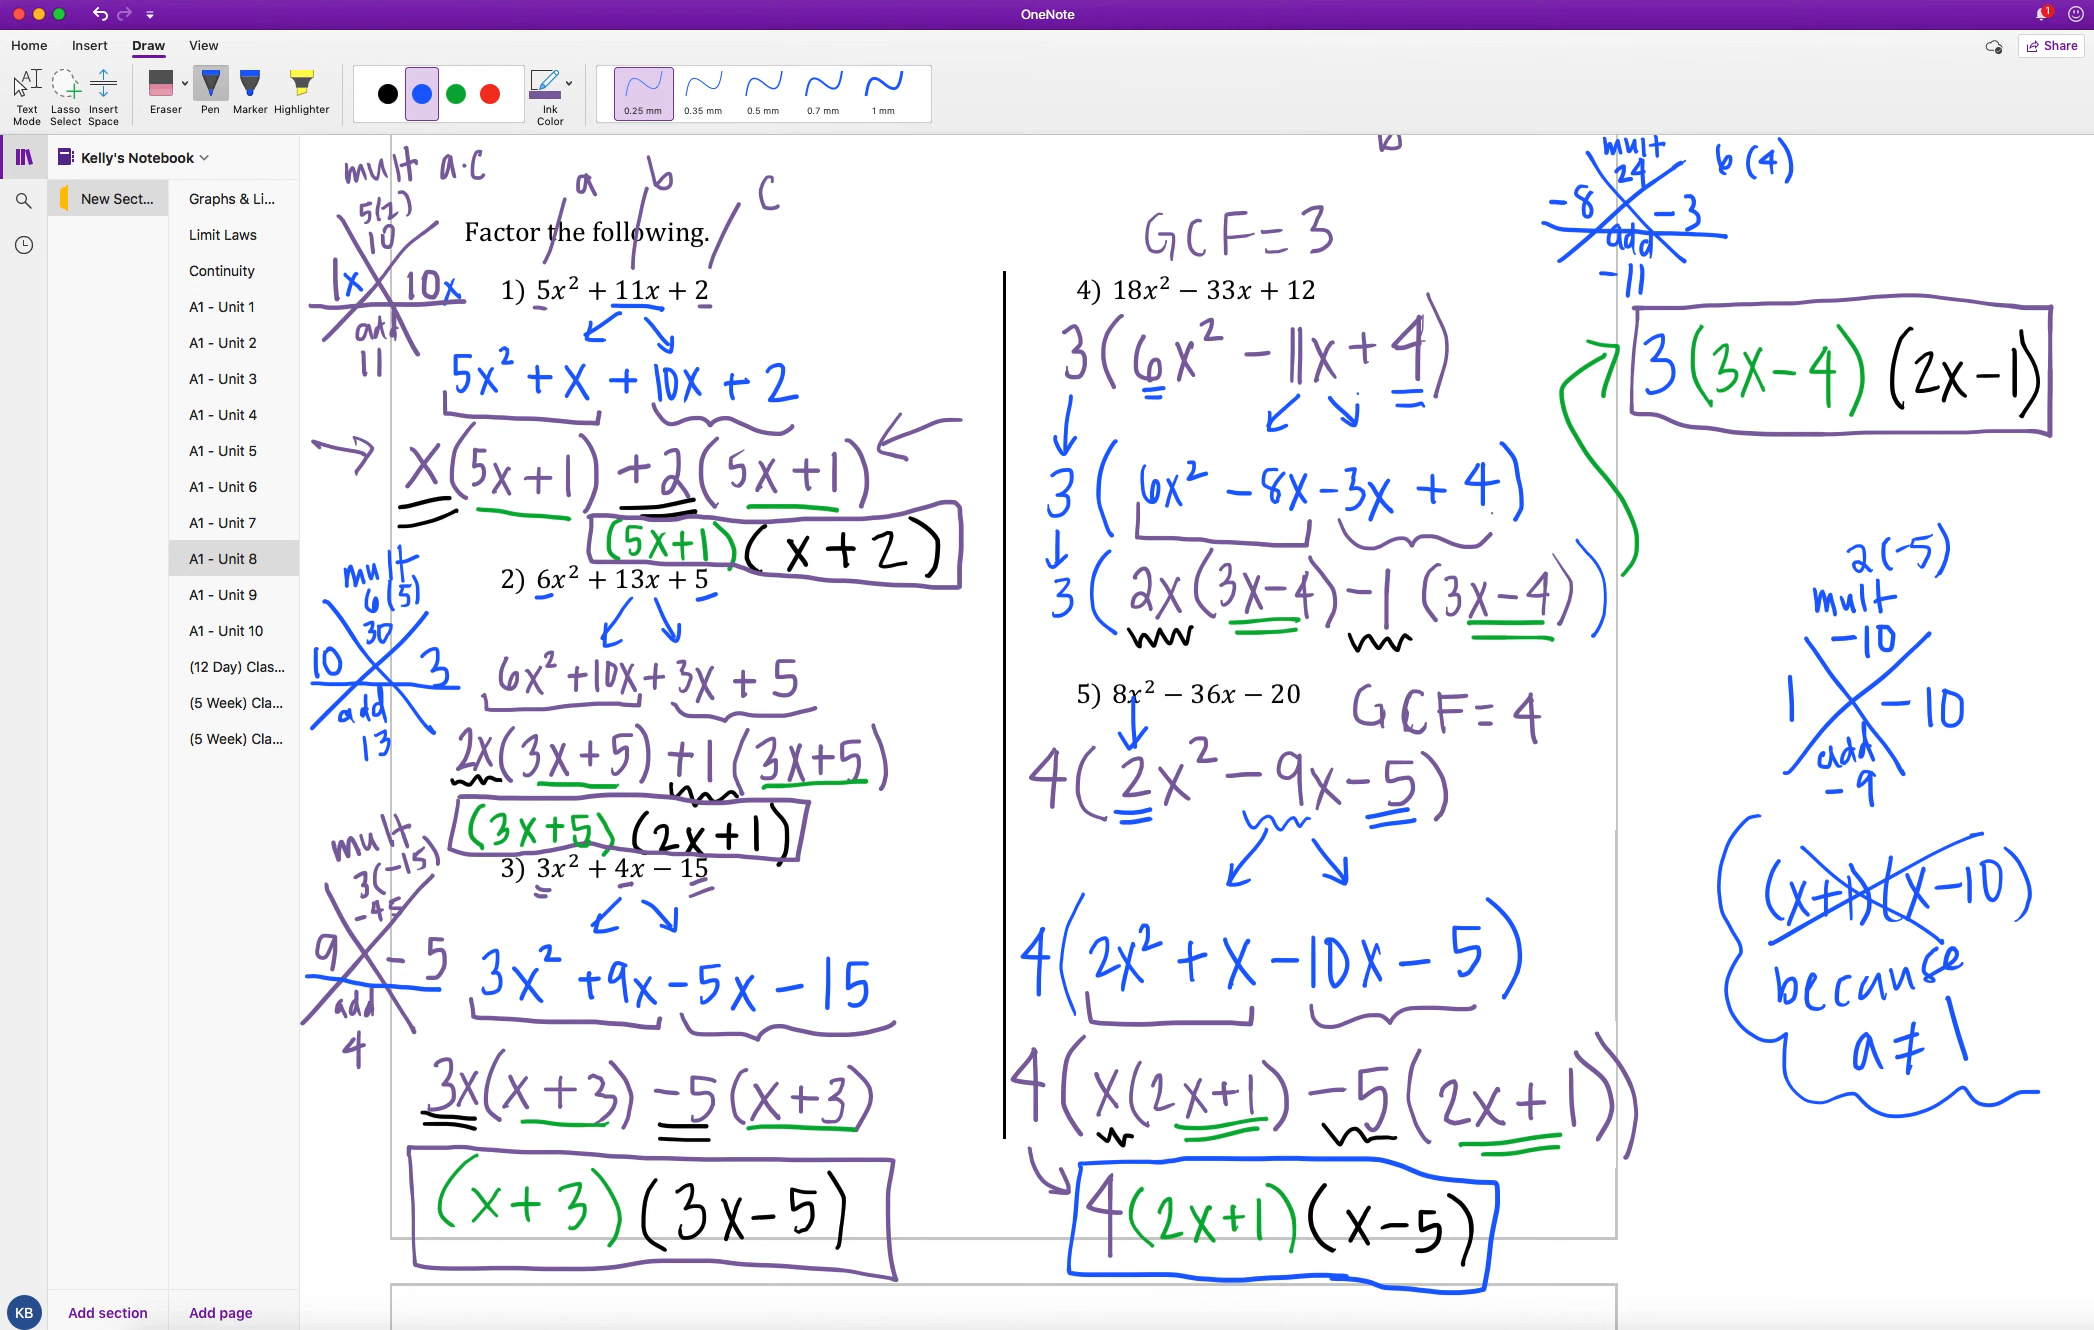 OneNote
1
Home Insert Draw View
Share
Text Mode
Lasso Select
Insert Space
Eraser
Pen
Marker
Highlighter
Ink Color
0.25 mm
0.35 mm
0.5 mm
0.7 mm
1 mm
Kelly's Notebook
New Sect...
Graphs & Li...
Limit Laws
Continuity
A1 - Unit 1
A1 - Unit 2
A1 - Unit 3
A1 - Unit 4
A1 - Unit 5
A1 - Unit 6
A1 - Unit 7
A1 - Unit 8
A1 - Unit 9
A1 - Unit 10
(12 Day) Clas...
(5 Week) Cla...
(5 Week) Cla...
KB
Add section
Add page
mult a·c
5(2)
10
1x 10x
add
11
a b c
Factor the following.
1) 5x² + 11x + 2
5x² + x + 10x + 2
x(5x+1) +2(5x+1)
(5x+1)(x+2)
mult
6(5)
30
10 3
add
13
2) 6x² + 13x + 5
6x² +10x + 3x + 5
2x(3x+5) +1(3x+5)
(3x+5)(2x+1)
mult
3(-15)
-45
9 -5
add
4
3) 3x² + 4x − 15
3x² +9x -5x - 15
3x(x+3) -5(x+3)
(x+3)(3x-5)
GCF = 3
4) 18x² − 33x + 12
3(6x² - 11x + 4)
3(6x² - 8x - 3x + 4)
3(2x(3x-4) -1(3x-4))
mult
24
6(4)
-8 -3
add
-11
3(3x-4)(2x-1)
5) 8x² − 36x − 20
GCF = 4
4(2x² - 9x - 5)
4(2x² + x - 10x - 5)
4(x(2x+1) -5(2x+1))
4(2x+1)(x-5)
2(-5)
mult
-10
1 -10
add
-9
(x+1)(x-10)
because
a ≠ 1